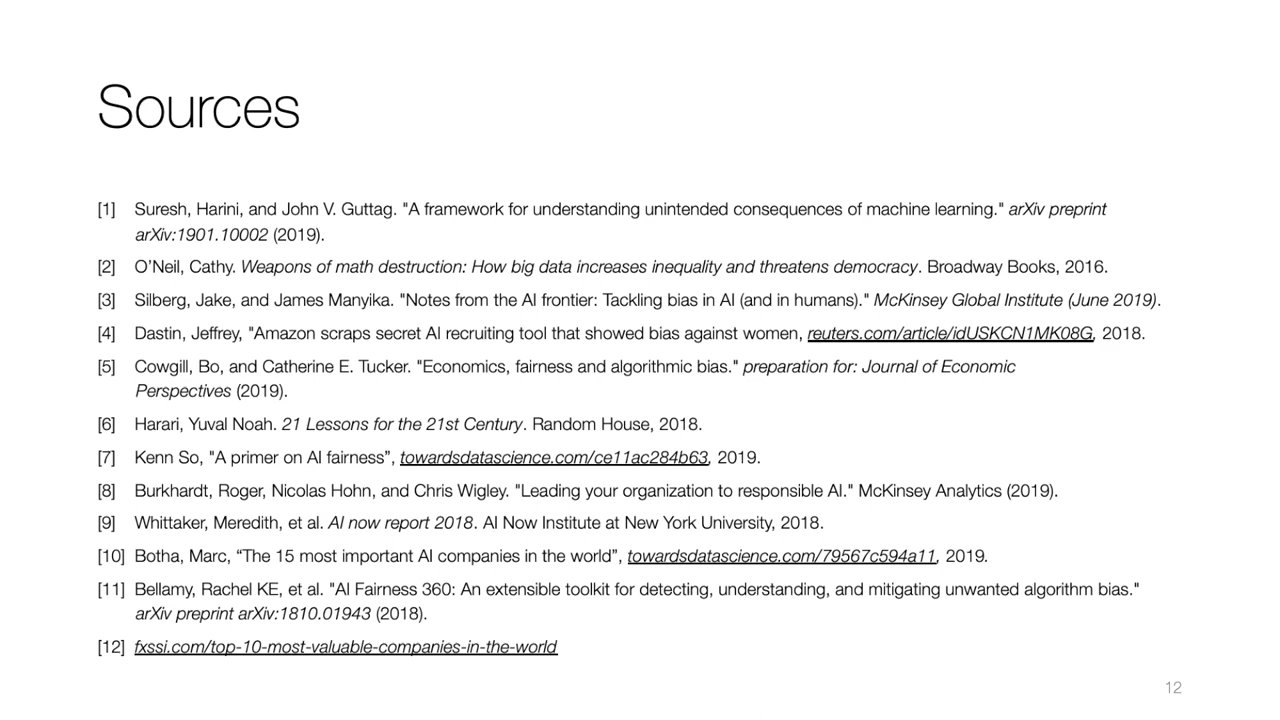 Sources
[1] Suresh, Harini, and John V. Guttag. "A framework for understanding unintended consequences of machine learning." arXiv preprint
arXiv:1901.10002 (2019).
[2] O’Neil, Cathy. Weapons of math destruction: How big data increases inequality and threatens democracy. Broadway Books, 2016.
[3] Silberg, Jake, and James Manyika. "Notes from the AI frontier: Tackling bias in AI (and in humans)." McKinsey Global Institute (June 2019).
[4] Dastin, Jeffrey, "Amazon scraps secret AI recruiting tool that showed bias against women, reuters.com/article/idUSKCN1MK08G, 2018.
[5] Cowgill, Bo, and Catherine E. Tucker. "Economics, fairness and algorithmic bias." preparation for: Journal of Economic
Perspectives (2019).
[6] Harari, Yuval Noah. 21 Lessons for the 21st Century. Random House, 2018.
[7] Kenn So, "A primer on AI fairness”, towardsdatascience.com/ce11ac284b63, 2019.
[8] Burkhardt, Roger, Nicolas Hohn, and Chris Wigley. "Leading your organization to responsible AI." McKinsey Analytics (2019).
[9] Whittaker, Meredith, et al. AI now report 2018. AI Now Institute at New York University, 2018.
[10] Botha, Marc, “The 15 most important AI companies in the world”, towardsdatascience.com/79567c594a11, 2019.
[11] Bellamy, Rachel KE, et al. "AI Fairness 360: An extensible toolkit for detecting, understanding, and mitigating unwanted algorithm bias."
arXiv preprint arXiv:1810.01943 (2018).
[12] fxssi.com/top-10-most-valuable-companies-in-the-world
12